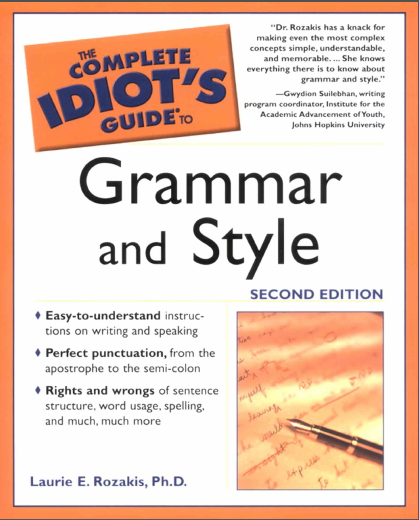 THE
COMPLETE
IDIOT'S
GUIDE® TO
"Dr. Rozakis has a knack for
making even the most complex
concepts simple, understandable,
and memorable. ... She knows
everything there is to know about
grammar and style."
—Gwydion Suilebhan, writing
program coordinator, Institute for the
Academic Advancement of Youth,
Johns Hopkins University
Grammar
and Style
SECOND EDITION
♦ Easy-to-understand instruc-
tions on writing and speaking
♦ Perfect punctuation, from the
apostrophe to the semi-colon
♦ Rights and wrongs of sentence
structure, word usage, spelling,
and much, much more
Laurie E. Rozakis, Ph.D.